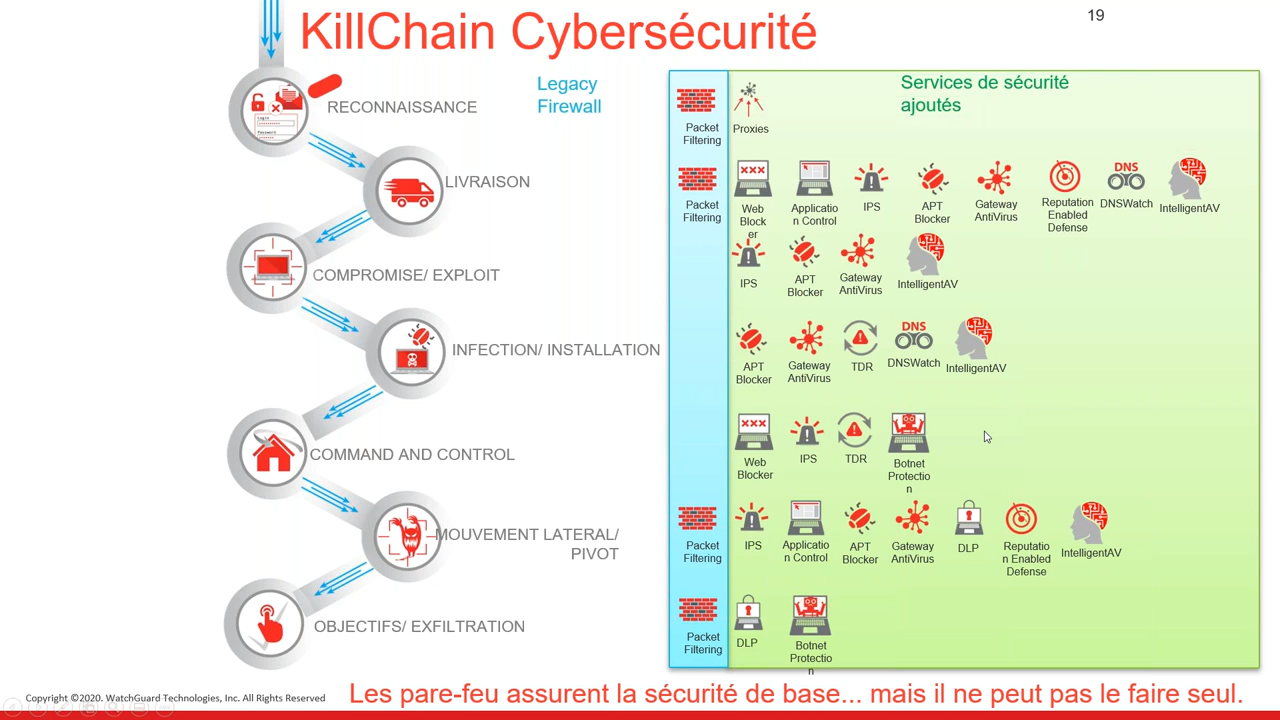 KillChain Cybersécurité
19
Legacy
Firewall
Services de sécurité
ajoutés
RECONNAISSANCE
Login
Password
Packet
Filtering
Proxies
LIVRAISON
Packet
Filtering
Web
Block
er
Applicatio
n Control
IPS
APT
Blocker
Gateway
AntiVirus
Reputation
Enabled
Defense
DNS
DNSWatch
IntelligentAV
COMPROMISE/ EXPLOIT
IPS
APT
Blocker
Gateway
AntiVirus
IntelligentAV
INFECTION/ INSTALLATION
APT
Blocker
Gateway
AntiVirus
TDR
DNS
DNSWatch
IntelligentAV
COMMAND AND CONTROL
Web
Blocker
IPS
TDR
Botnet
Protectio
n
MOUVEMENT LATERAL/
PIVOT
Packet
Filtering
IPS
Applicatio
n Control
APT
Blocker
Gateway
AntiVirus
DLP
Reputatio
n Enabled
Defense
IntelligentAV
OBJECTIFS/ EXFILTRATION
Packet
Filtering
DLP
Botnet
Protectio
n
Copyright ©2020. WatchGuard Technologies, Inc. All Rights Reserved
Les pare-feu assurent la sécurité de base... mais il ne peut pas le faire seul.